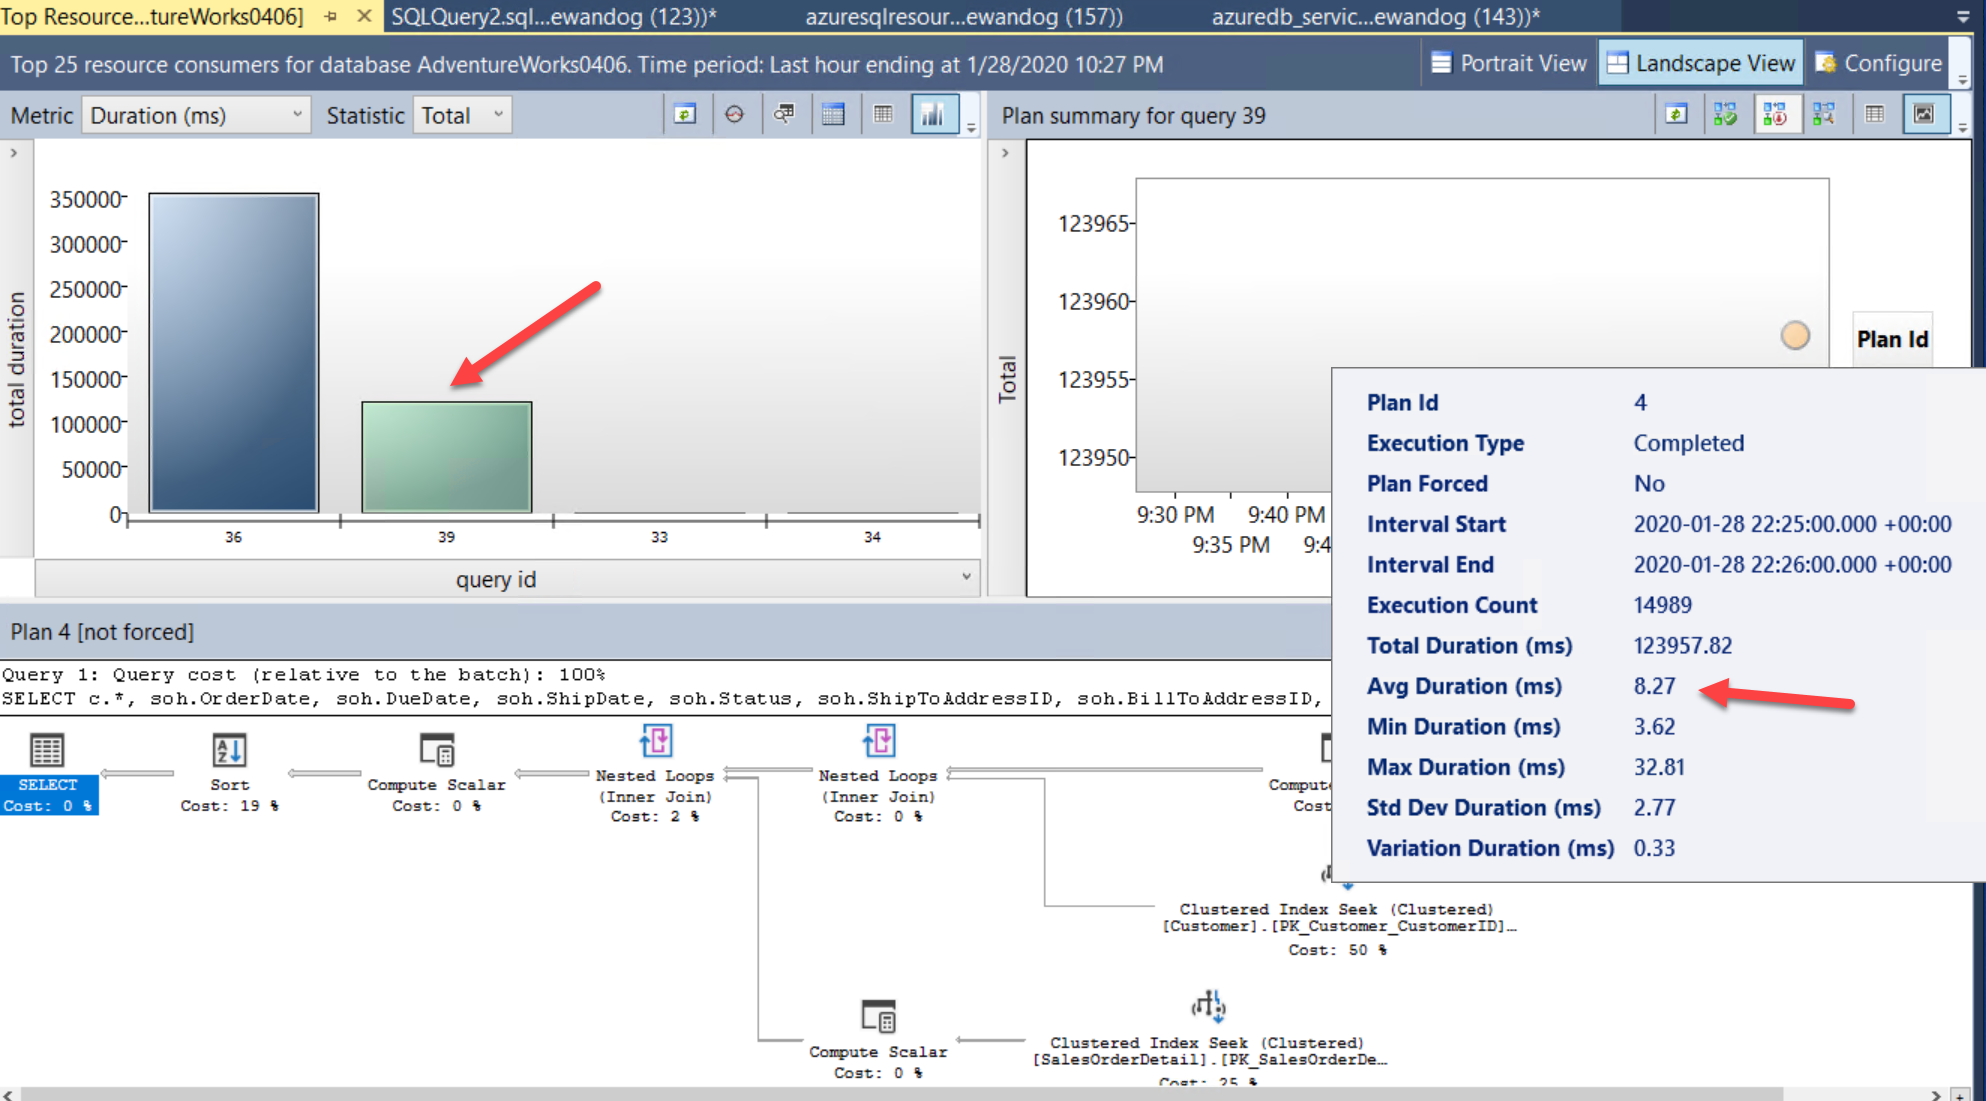 Top Resource...tureWorks0406]
SQLQuery2.sql...ewandog (123))*
azuresqlresour...ewandog (157))
azuredb_servic...ewandog (143))*
Top 25 resource consumers for database AdventureWorks0406. Time period: Last hour ending at 1/28/2020 10:27 PM
Portrait View
Landscape View
Configure
Metric Duration (ms)
Statistic Total
Plan summary for query 39
total duration
350000
300000
250000
200000
150000
100000
50000
0
36
39
33
34
query id
Total
123965
123960
123955
123950
9:30 PM
9:40 PM
9:35 PM
9:4
Plan Id
Plan Id 4
Execution Type Completed
Plan Forced No
Interval Start 2020-01-28 22:25:00.000 +00:00
Interval End 2020-01-28 22:26:00.000 +00:00
Execution Count 14989
Total Duration (ms) 123957.82
Avg Duration (ms) 8.27
Min Duration (ms) 3.62
Max Duration (ms) 32.81
Std Dev Duration (ms) 2.77
Variation Duration (ms) 0.33
Plan 4 [not forced]
Query 1: Query cost (relative to the batch): 100%
SELECT c.*, soh.OrderDate, soh.DueDate, soh.ShipDate, soh.Status, soh.ShipToAddressID, soh.BillToAddressID,
SELECT
Cost: 0 %
Sort
Cost: 19 %
Compute Scalar
Cost: 0 %
Nested Loops
(Inner Join)
Cost: 2 %
Nested Loops
(Inner Join)
Cost: 0 %
Comput
Cost
Clustered Index Seek (Clustered)
[Customer].[PK_Customer_CustomerID]...
Cost: 50 %
Compute Scalar
Cost: 0 %
Clustered Index Seek (Clustered)
[SalesOrderDetail].[PK_SalesOrderDe...
Cost: 25 %